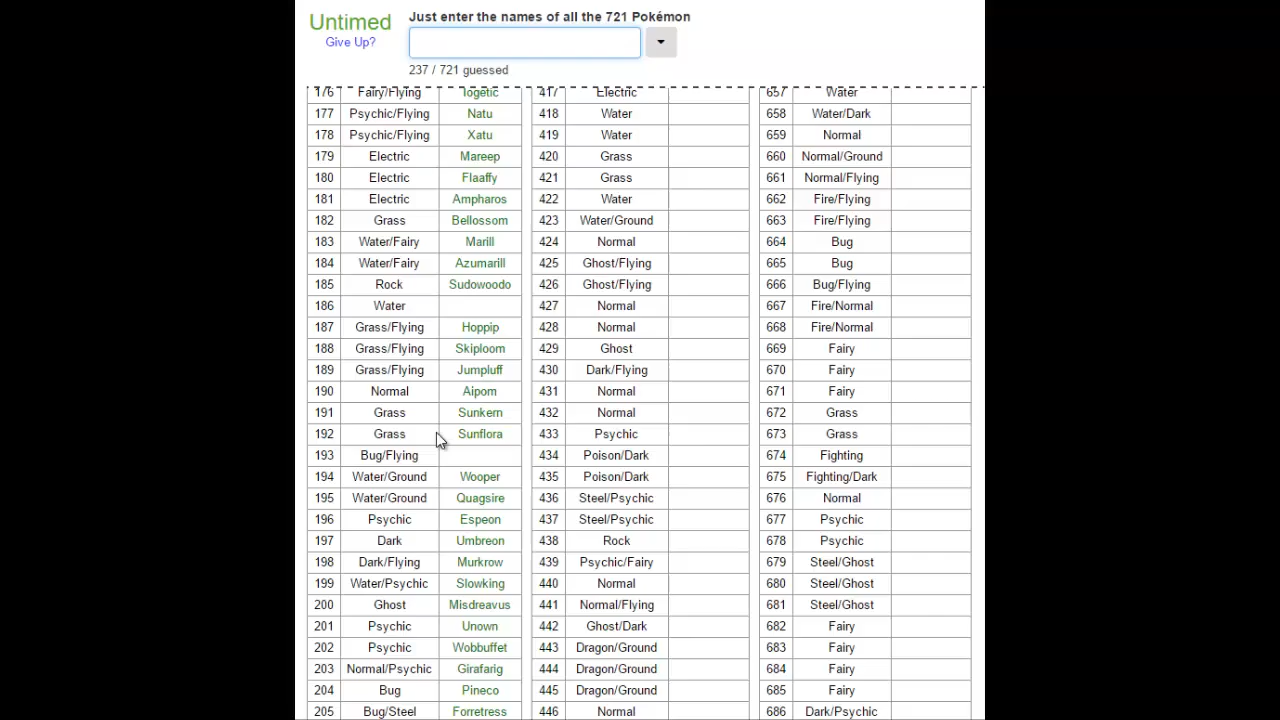 Untimed
Give Up?
Just enter the names of all the 721 Pokémon
237 / 721 guessed
176 Fairy/Flying Togetic 417 Electric 657 Water
177 Psychic/Flying Natu 418 Water 658 Water/Dark
178 Psychic/Flying Xatu 419 Water 659 Normal
179 Electric Mareep 420 Grass 660 Normal/Ground
180 Electric Flaaffy 421 Grass 661 Normal/Flying
181 Electric Ampharos 422 Water 662 Fire/Flying
182 Grass Bellossom 423 Water/Ground 663 Fire/Flying
183 Water/Fairy Marill 424 Normal 664 Bug
184 Water/Fairy Azumarill 425 Ghost/Flying 665 Bug
185 Rock Sudowoodo 426 Ghost/Flying 666 Bug/Flying
186 Water 427 Normal 667 Fire/Normal
187 Grass/Flying Hoppip 428 Normal 668 Fire/Normal
188 Grass/Flying Skiploom 429 Ghost 669 Fairy
189 Grass/Flying Jumpluff 430 Dark/Flying 670 Fairy
190 Normal Aipom 431 Normal 671 Fairy
191 Grass Sunkern 432 Normal 672 Grass
192 Grass Sunflora 433 Psychic 673 Grass
193 Bug/Flying 434 Poison/Dark 674 Fighting
194 Water/Ground Wooper 435 Poison/Dark 675 Fighting/Dark
195 Water/Ground Quagsire 436 Steel/Psychic 676 Normal
196 Psychic Espeon 437 Steel/Psychic 677 Psychic
197 Dark Umbreon 438 Rock 678 Psychic
198 Dark/Flying Murkrow 439 Psychic/Fairy 679 Steel/Ghost
199 Water/Psychic Slowking 440 Normal 680 Steel/Ghost
200 Ghost Misdreavus 441 Normal/Flying 681 Steel/Ghost
201 Psychic Unown 442 Ghost/Dark 682 Fairy
202 Psychic Wobbuffet 443 Dragon/Ground 683 Fairy
203 Normal/Psychic Girafarig 444 Dragon/Ground 684 Fairy
204 Bug Pineco 445 Dragon/Ground 685 Fairy
205 Bug/Steel Forretress 446 Normal 686 Dark/Psychic